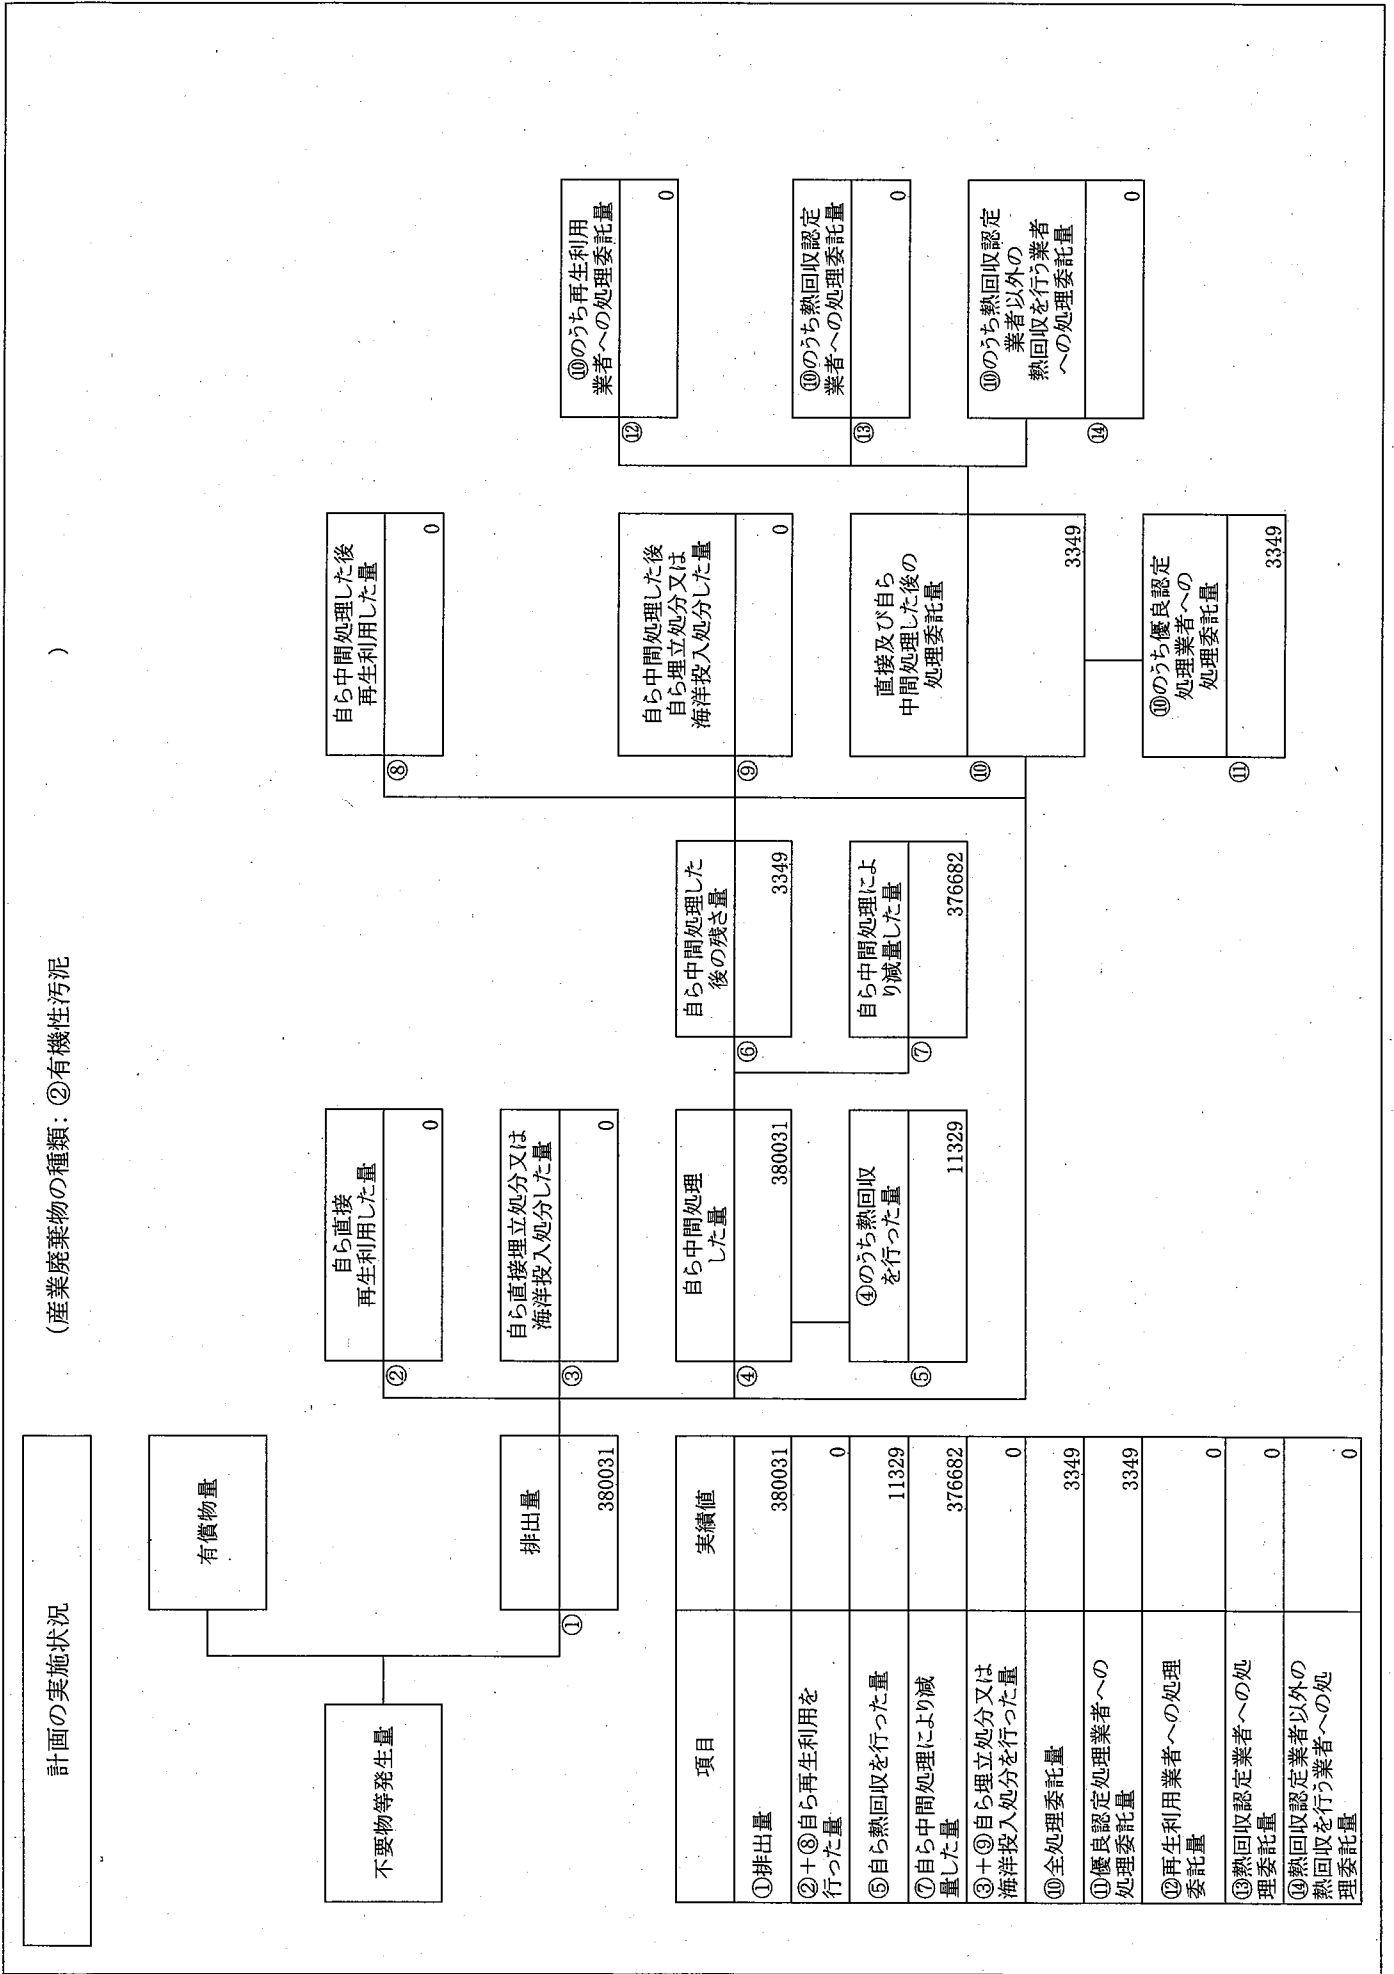 計画の実施状況
(産業廃棄物の種類：②有機性汚泥 )
不要物等発生量
有償物量
排出量
①
380031
自ら直接
再生利用した量
②
0
自ら直接埋立処分又は
海洋投入処分した量
③
0
自ら中間処理
した量
④
380031
④のうち熱回収
を行った量
⑤
11329
自ら中間処理した
後の残さ量
⑥
3349
自ら中間処理によ
り減量した量
⑦
376682
自ら中間処理した後
再生利用した量
⑧
0
自ら中間処理した後
自ら埋立処分又は
海洋投入処分した量
⑨
0
直接及び自ら
中間処理した後の
処理委託量
⑩
3349
⑩のうち優良認定
処理業者への
処理委託量
⑪
3349
⑩のうち再生利用
業者への処理委託量
⑫
0
⑩のうち熱回収認定
業者への処理委託量
⑬
0
⑩のうち熱回収認定
業者以外の
熱回収を行う業者
への処理委託量
⑭
0
項目 実績値
①排出量 380031
②＋⑧自ら再生利用を
行った量 0
⑤自ら熱回収を行った量 11329
⑦自ら中間処理により減
量した量 376682
③＋⑨自ら埋立処分又は
海洋投入処分を行った量 0
⑩全処理委託量 3349
⑪優良認定処理業者への
処理委託量 3349
⑫再生利用業者への処理
委託量 0
⑬熱回収認定業者への処
理委託量 0
⑭熱回収認定業者以外の
熱回収を行う業者への処
理委託量 0